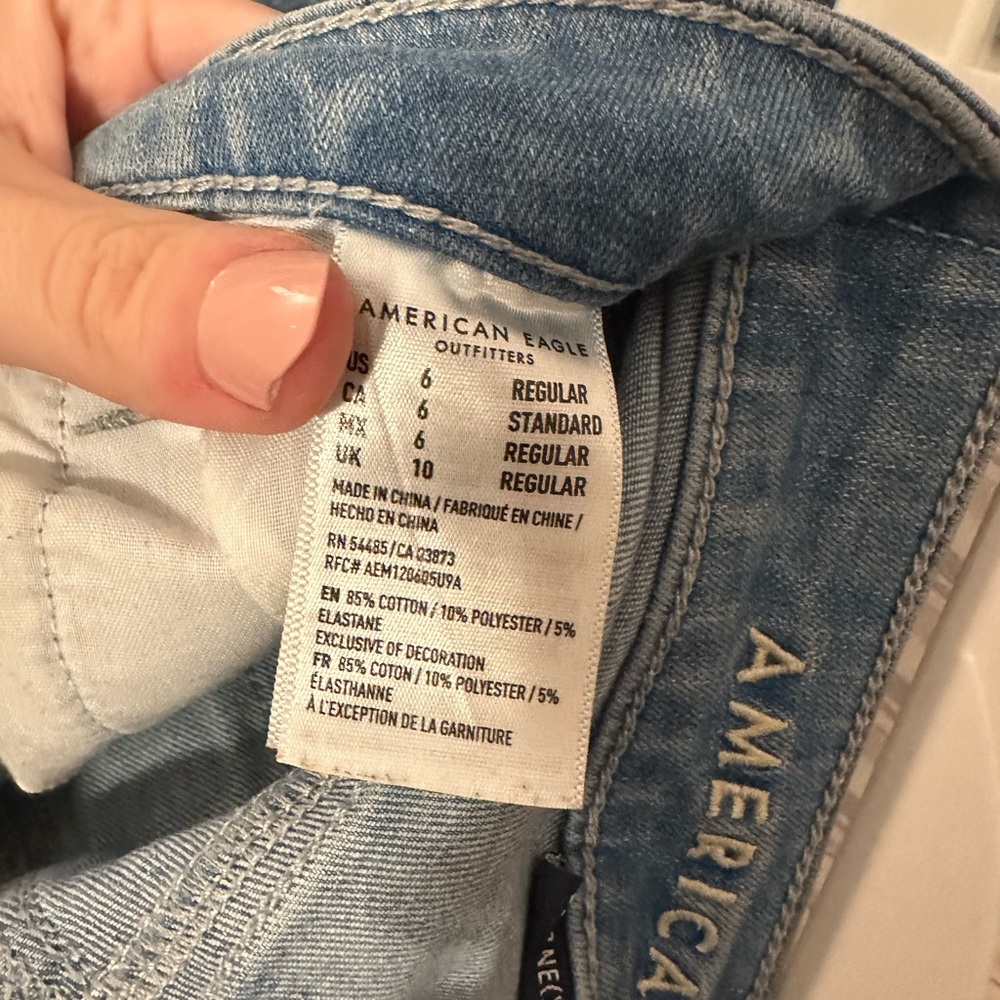 AMERICAN EAGLE
OUTFITTERS
US 6 REGULAR
CA 6 STANDARD
MX 6 REGULAR
UK 10 REGULAR
MADE IN CHINA / FABRIQUÉ EN CHINE /
HECHO EN CHINA
RN 54485/CA 03873
RFC# AEM120605U9A
EN 85% COTTON / 10% POLYESTER / 5%
ELASTANE
EXCLUSIVE OF DECORATION
FR 85% COTON / 10% POLYESTER / 5%
ÉLASTHANNE
À L'EXCEPTION DE LA GARNITURE
AMERICA